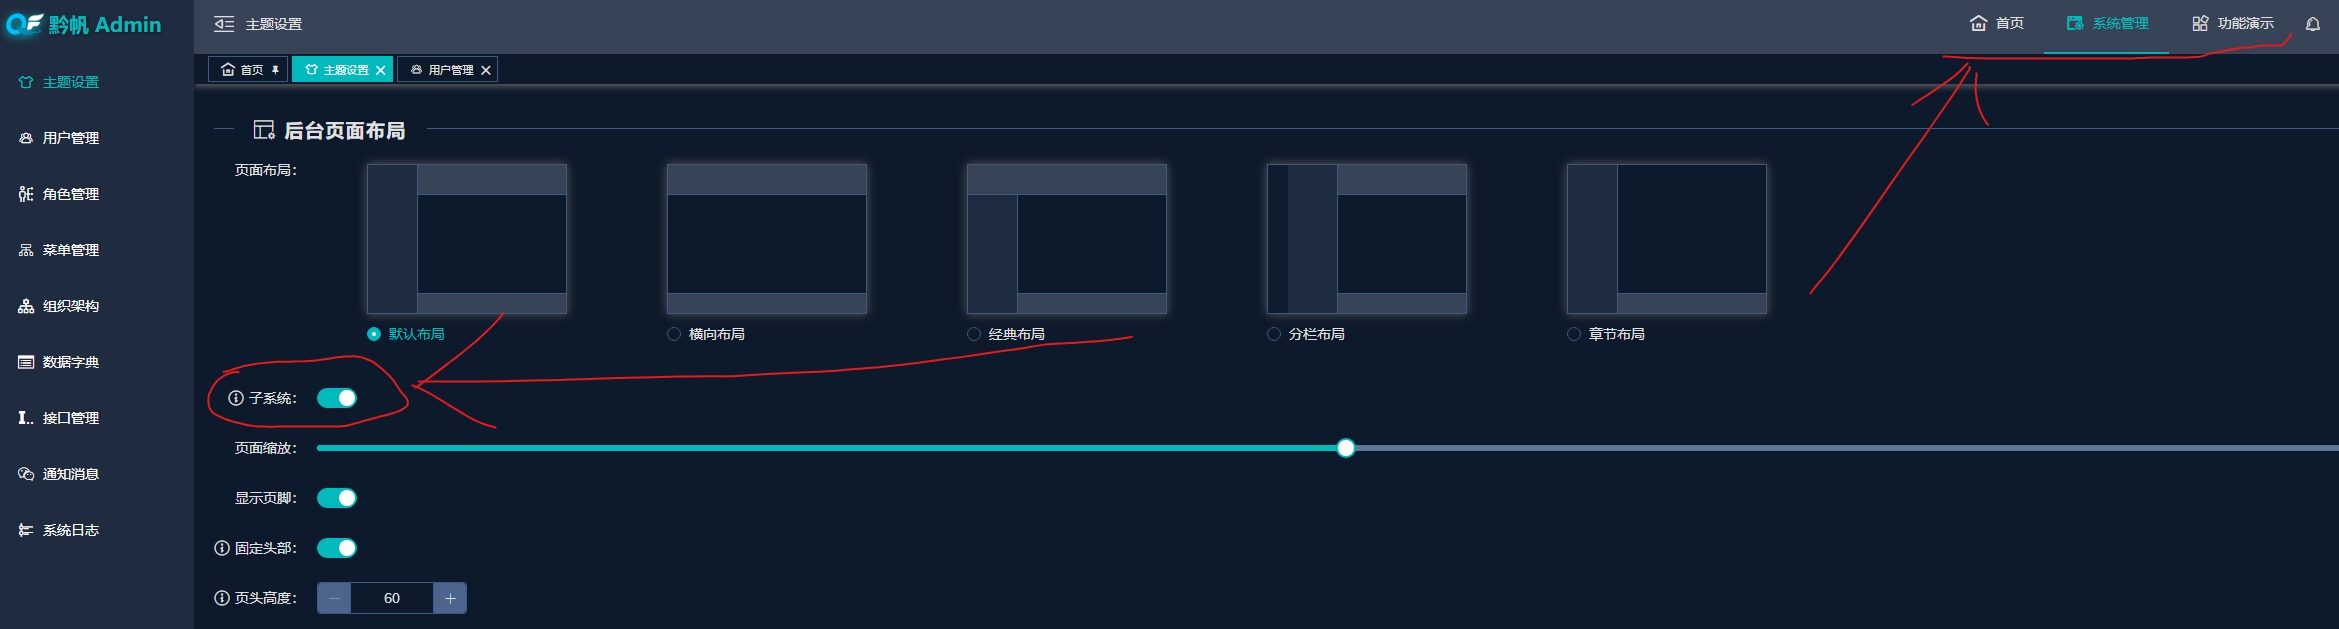 黔帆 Admin
主题设置
首页
系统管理
功能演示
首页
主题设置
用户管理
主题设置
用户管理
角色管理
菜单管理
组织架构
数据字典
接口管理
通知消息
系统日志
后台页面布局
页面布局：
默认布局
横向布局
经典布局
分栏布局
章节布局
子系统：
页面缩放：
显示页脚：
固定头部：
页头高度：
60